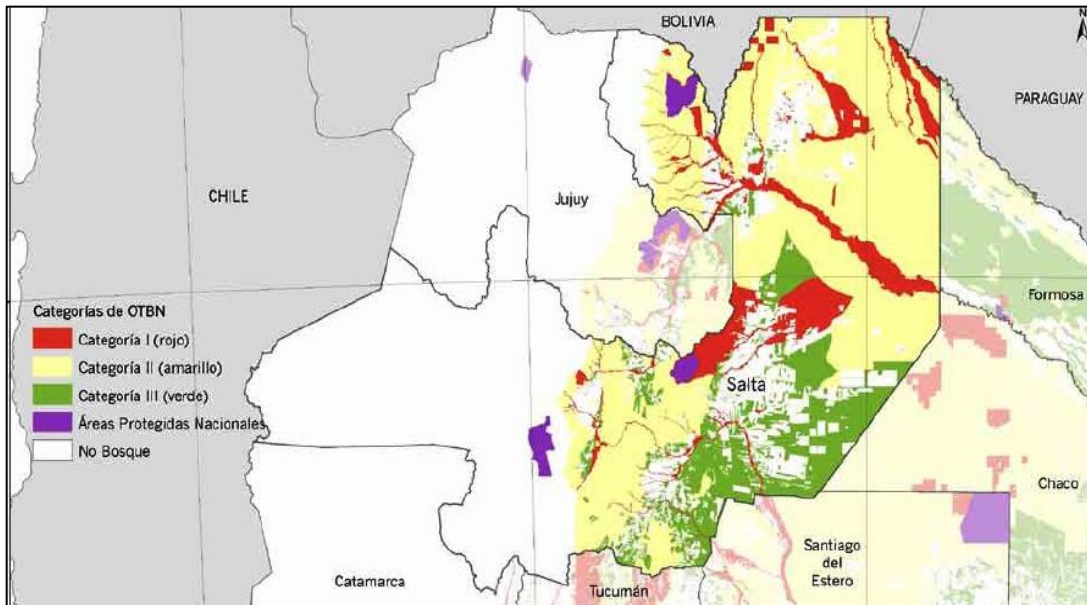 BOLIVIA
N
PARAGUAY
CHILE
Jujuy
Categorías de OTBN
Categoría I (rojo)
Categoría II (amarillo)
Categoría III (verde)
Áreas Protegidas Nacionales
No Bosque
Formosa
Salta
Chaco
Santiago
del
Estero
Catamarca
Tucumán